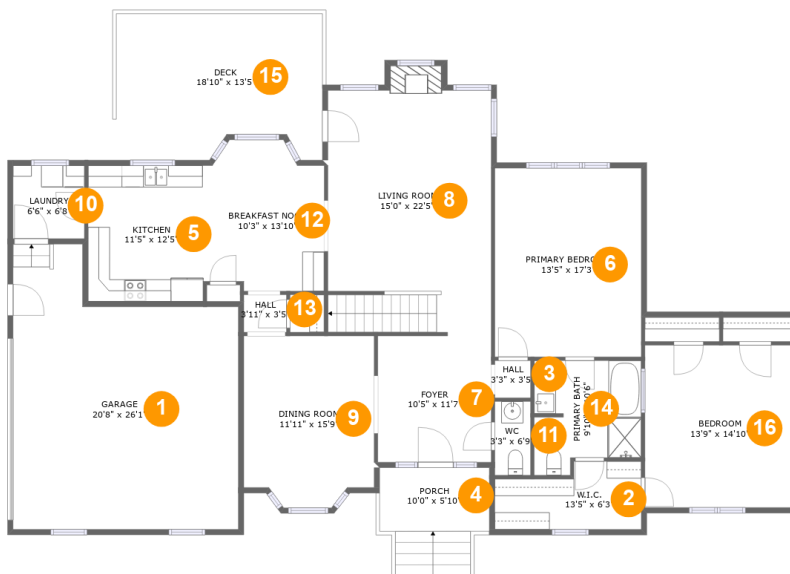 DECK
18'10" x 13'5
15
LAUNDRY
6'6" x 6'8
10
KITCHEN
11'5" x 12'5
5
BREAKFAST NO
10'3" x 13'10
12
LIVING ROO
15'0" x 22'5
8
PRIMARY BEDRO
13'5" x 17'3
6
HALL
3'11" x 3'5
13
GARAGE
20'8" x 26'1
1
DINING ROOM
11'11" x 15'9
9
FOYER
10'5" x 11'7
7
HALL
3'3" x 3'5
3
PRIMARY BATH
14
WC
3'3" x 6'9
11
BEDROOM
13'9" x 14'10
16
PORCH
10'0" x 5'10
4
W.I.C.
13'5" x 6'3
2